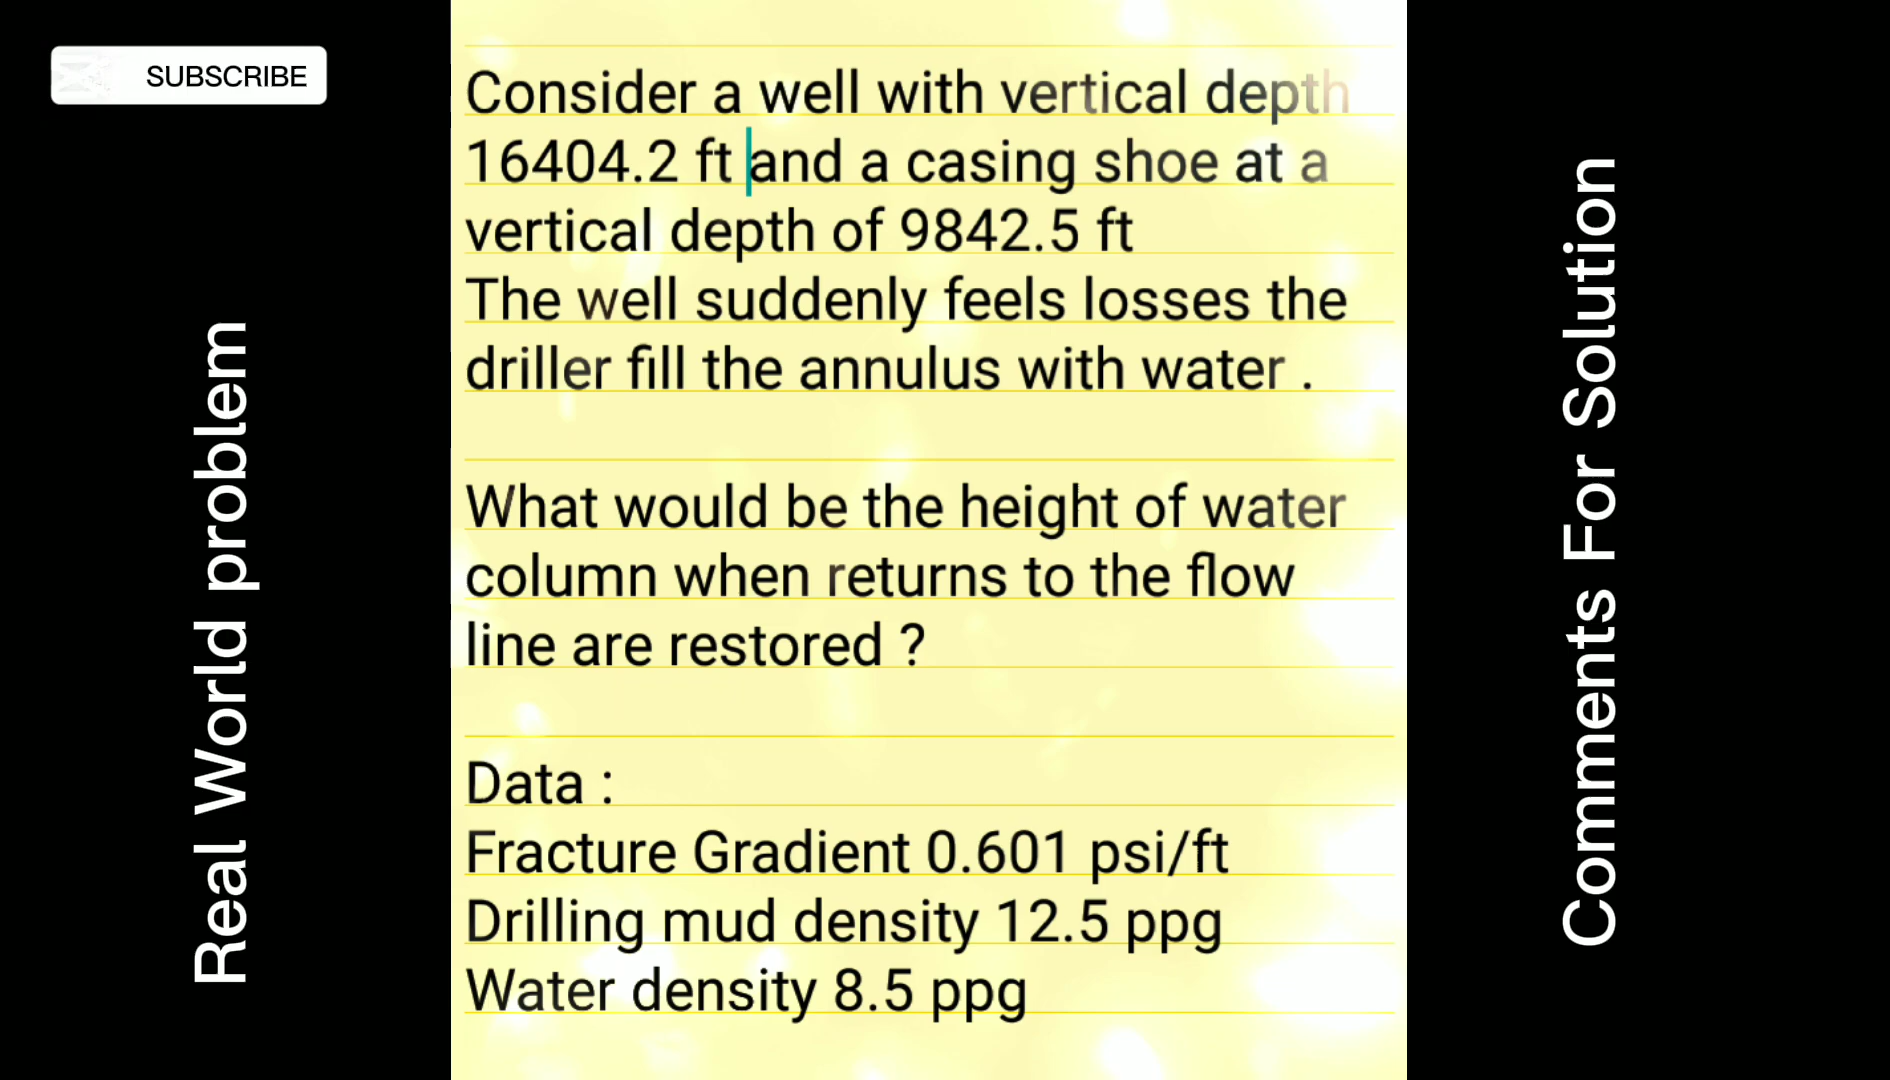 SUBSCRIBE
Real World problem
Consider a well with vertical depth
16404.2 ft and a casing shoe at a
vertical depth of 9842.5 ft
The well suddenly feels losses the
driller fill the annulus with water .
What would be the height of water
column when returns to the flow
line are restored ?
Data :
Fracture Gradient 0.601 psi/ft
Drilling mud density 12.5 ppg
Water density 8.5 ppg
Comments For Solution